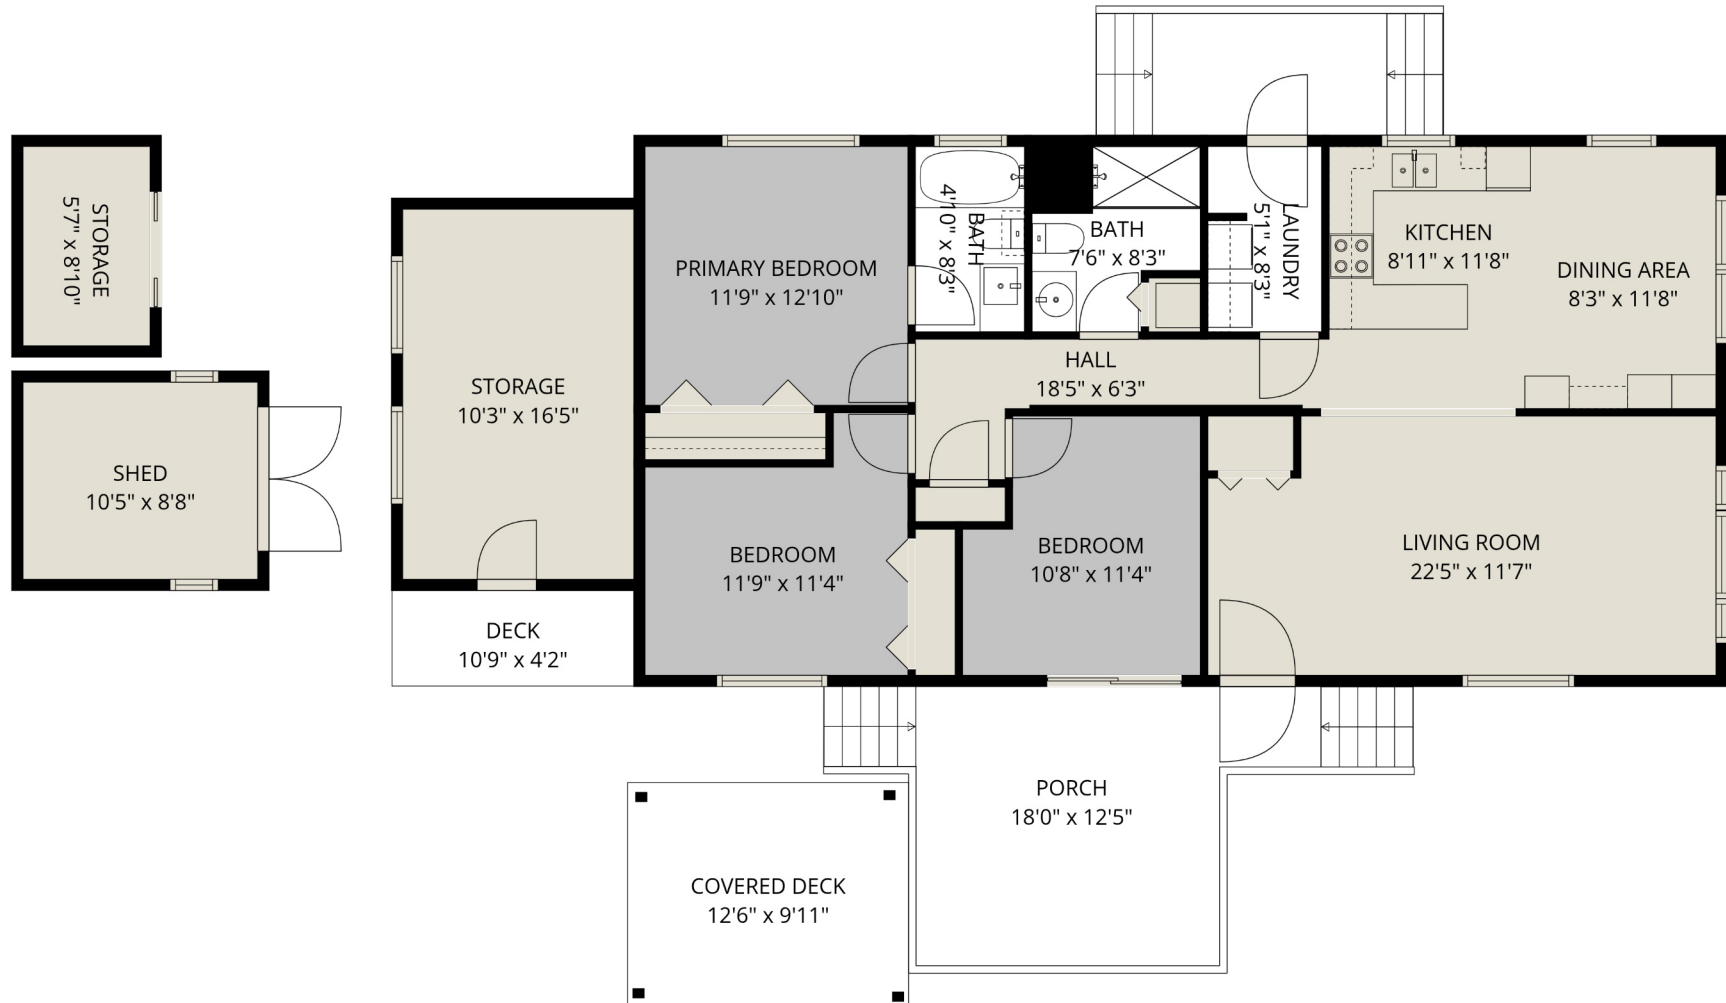 STORAGE
5'7" x 8'10"
SHED
10'5" x 8'8"
STORAGE
10'3" x 16'5"
DECK
10'9" x 4'2"
PRIMARY BEDROOM
11'9" x 12'10"
BATH
4'10" x 8'3"
BATH
7'6" x 8'3"
LAUNDRY
5'1" x 8'3"
KITCHEN
8'11" x 11'8"
DINING AREA
8'3" x 11'8"
HALL
18'5" x 6'3"
BEDROOM
11'9" x 11'4"
BEDROOM
10'8" x 11'4"
LIVING ROOM
22'5" x 11'7"
PORCH
18'0" x 12'5"
COVERED DECK
12'6" x 9'11"